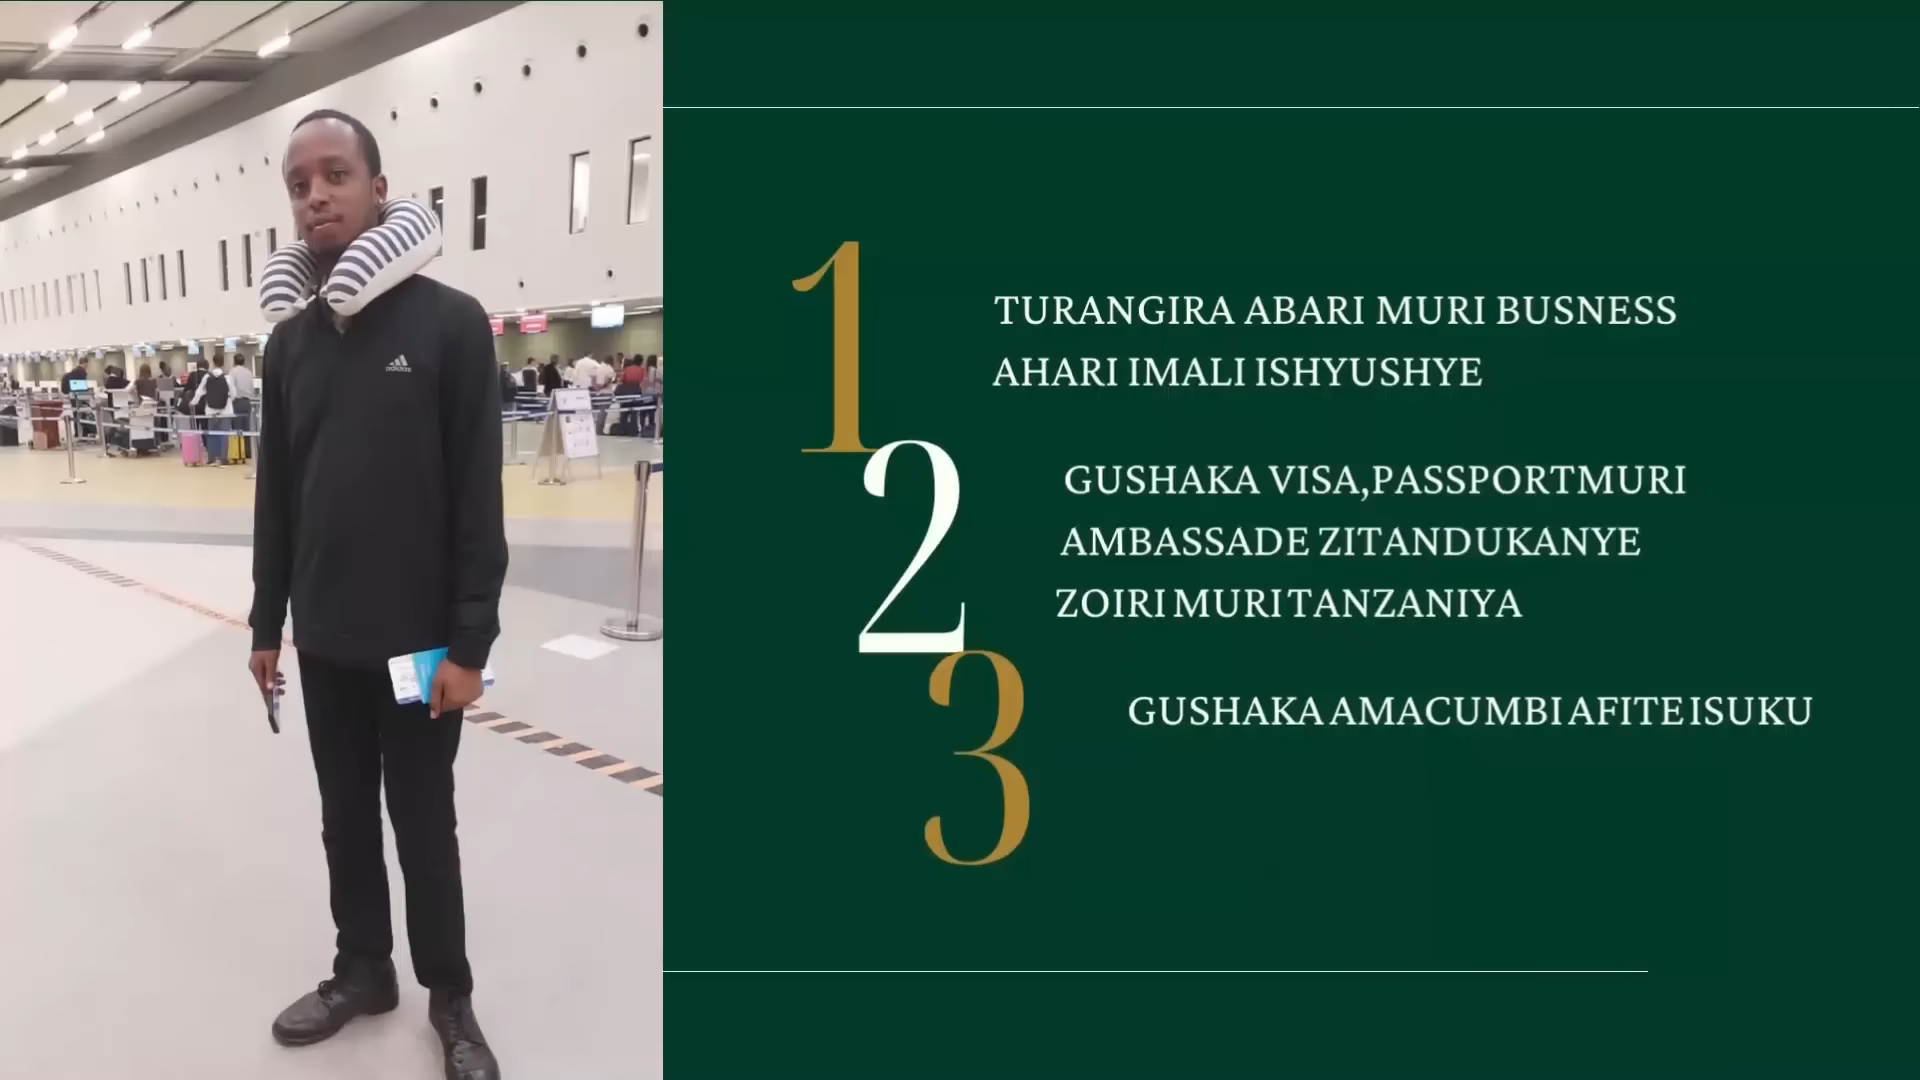 adidas
1
TURANGIRA ABARI MURI BUSNESS
AHARI IMALI ISHYUSHYE
2
GUSHAKA VISA,PASSPORTMURI
AMBASSADE ZITANDUKANYE
ZOIRI MURI TANZANIYA
3
GUSHAKA AMACUMBI AFITE ISUKU